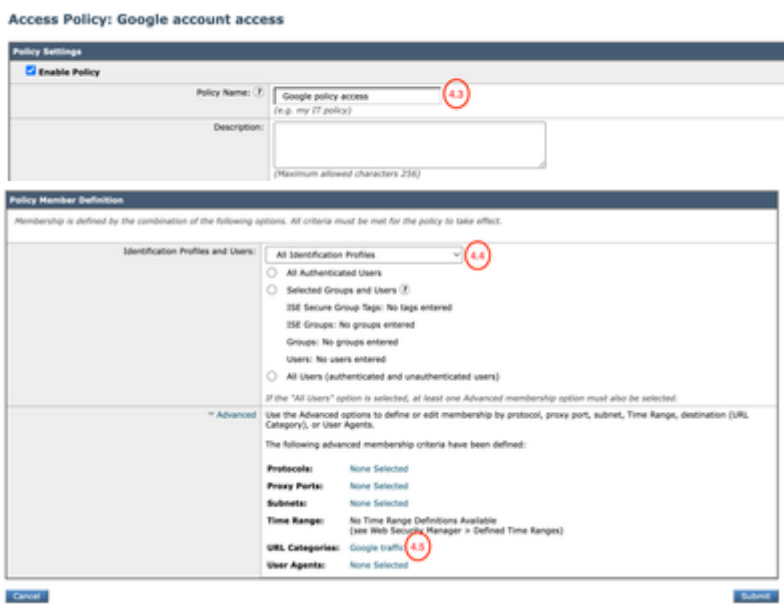 Access Policy: Google account access
Policy Settings
Enable Policy
Policy Name: ?
Google policy access
4.3
(e.g. my IT policy)
Description:
(Maximum allowed characters 256)
Policy Member Definition
Membership is defined by the combination of the following options. All criteria must be met for the policy to take effect.
Identification Profiles and Users:
All Identification Profiles
4.4
All Authenticated Users
Selected Groups and Users ?
ISE Secure Group Tags: No tags entered
ISE Groups: No groups entered
Groups: No groups entered
Users: No users entered
All Users (authenticated and unauthenticated users)
If the "All Users" option is selected, at least one Advanced membership option must also be selected.
Advanced
Use the Advanced options to define or edit membership by protocol, proxy port, subnet, Time Range, destination (URL
Category), or User Agents.
The following advanced membership criteria have been defined:
Protocols: None Selected
Proxy Ports: None Selected
Subnets: None Selected
Time Range: No Time Range Definitions Available
(see Web Security Manager > Defined Time Ranges)
URL Categories: Google traffic 4.5
User Agents: None Selected
Cancel
Submit